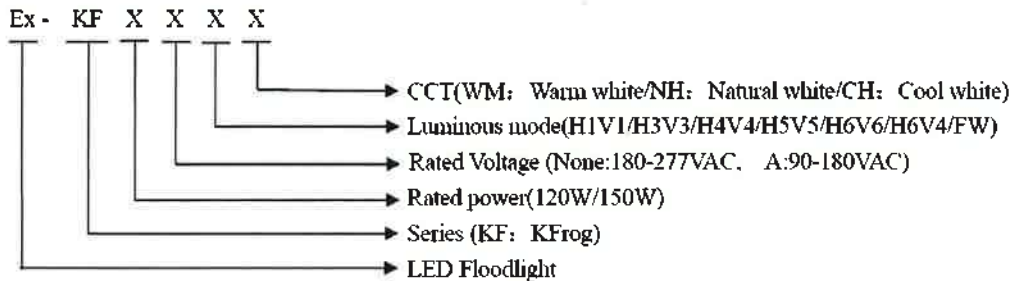 Ex - KF X X X X
CCT(WM：Warm white/NH：Natural white/CH：Cool white)
Luminous mode(H1V1/H3V3/H4V4/H5V5/H6V6/H6V4/FW)
Rated Voltage (None:180-277VAC、 A:90-180VAC)
Rated power(120W/150W)
Series (KF：KFrog)
LED Floodlight